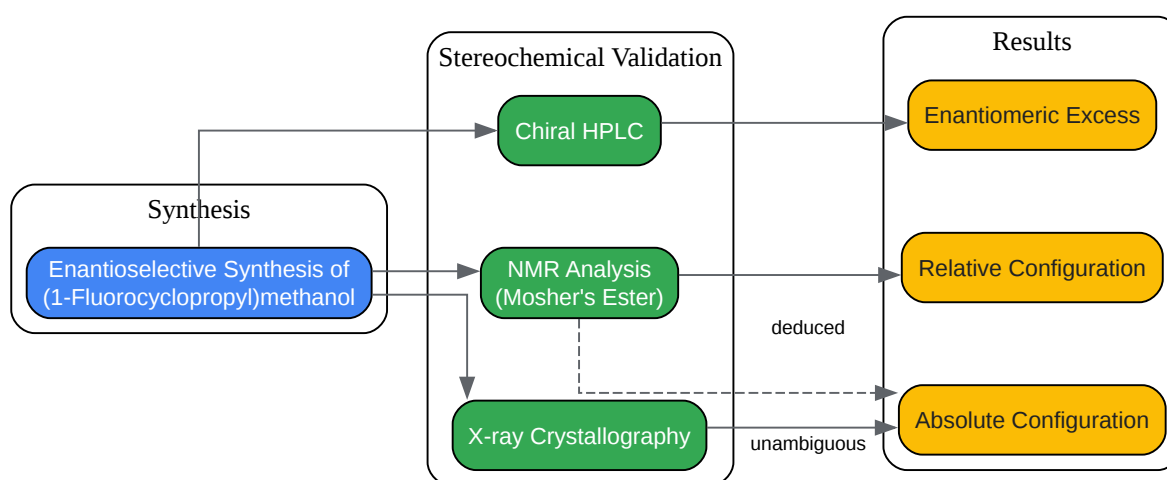 Synthesis
Enantioselective Synthesis of
(1-Fluorocyclopropyl)methanol
Stereochemical Validation
Chiral HPLC
NMR Analysis
(Mosher's Ester)
X-ray Crystallography
deduced
unambiguous
Results
Enantiomeric Excess
Relative Configuration
Absolute Configuration